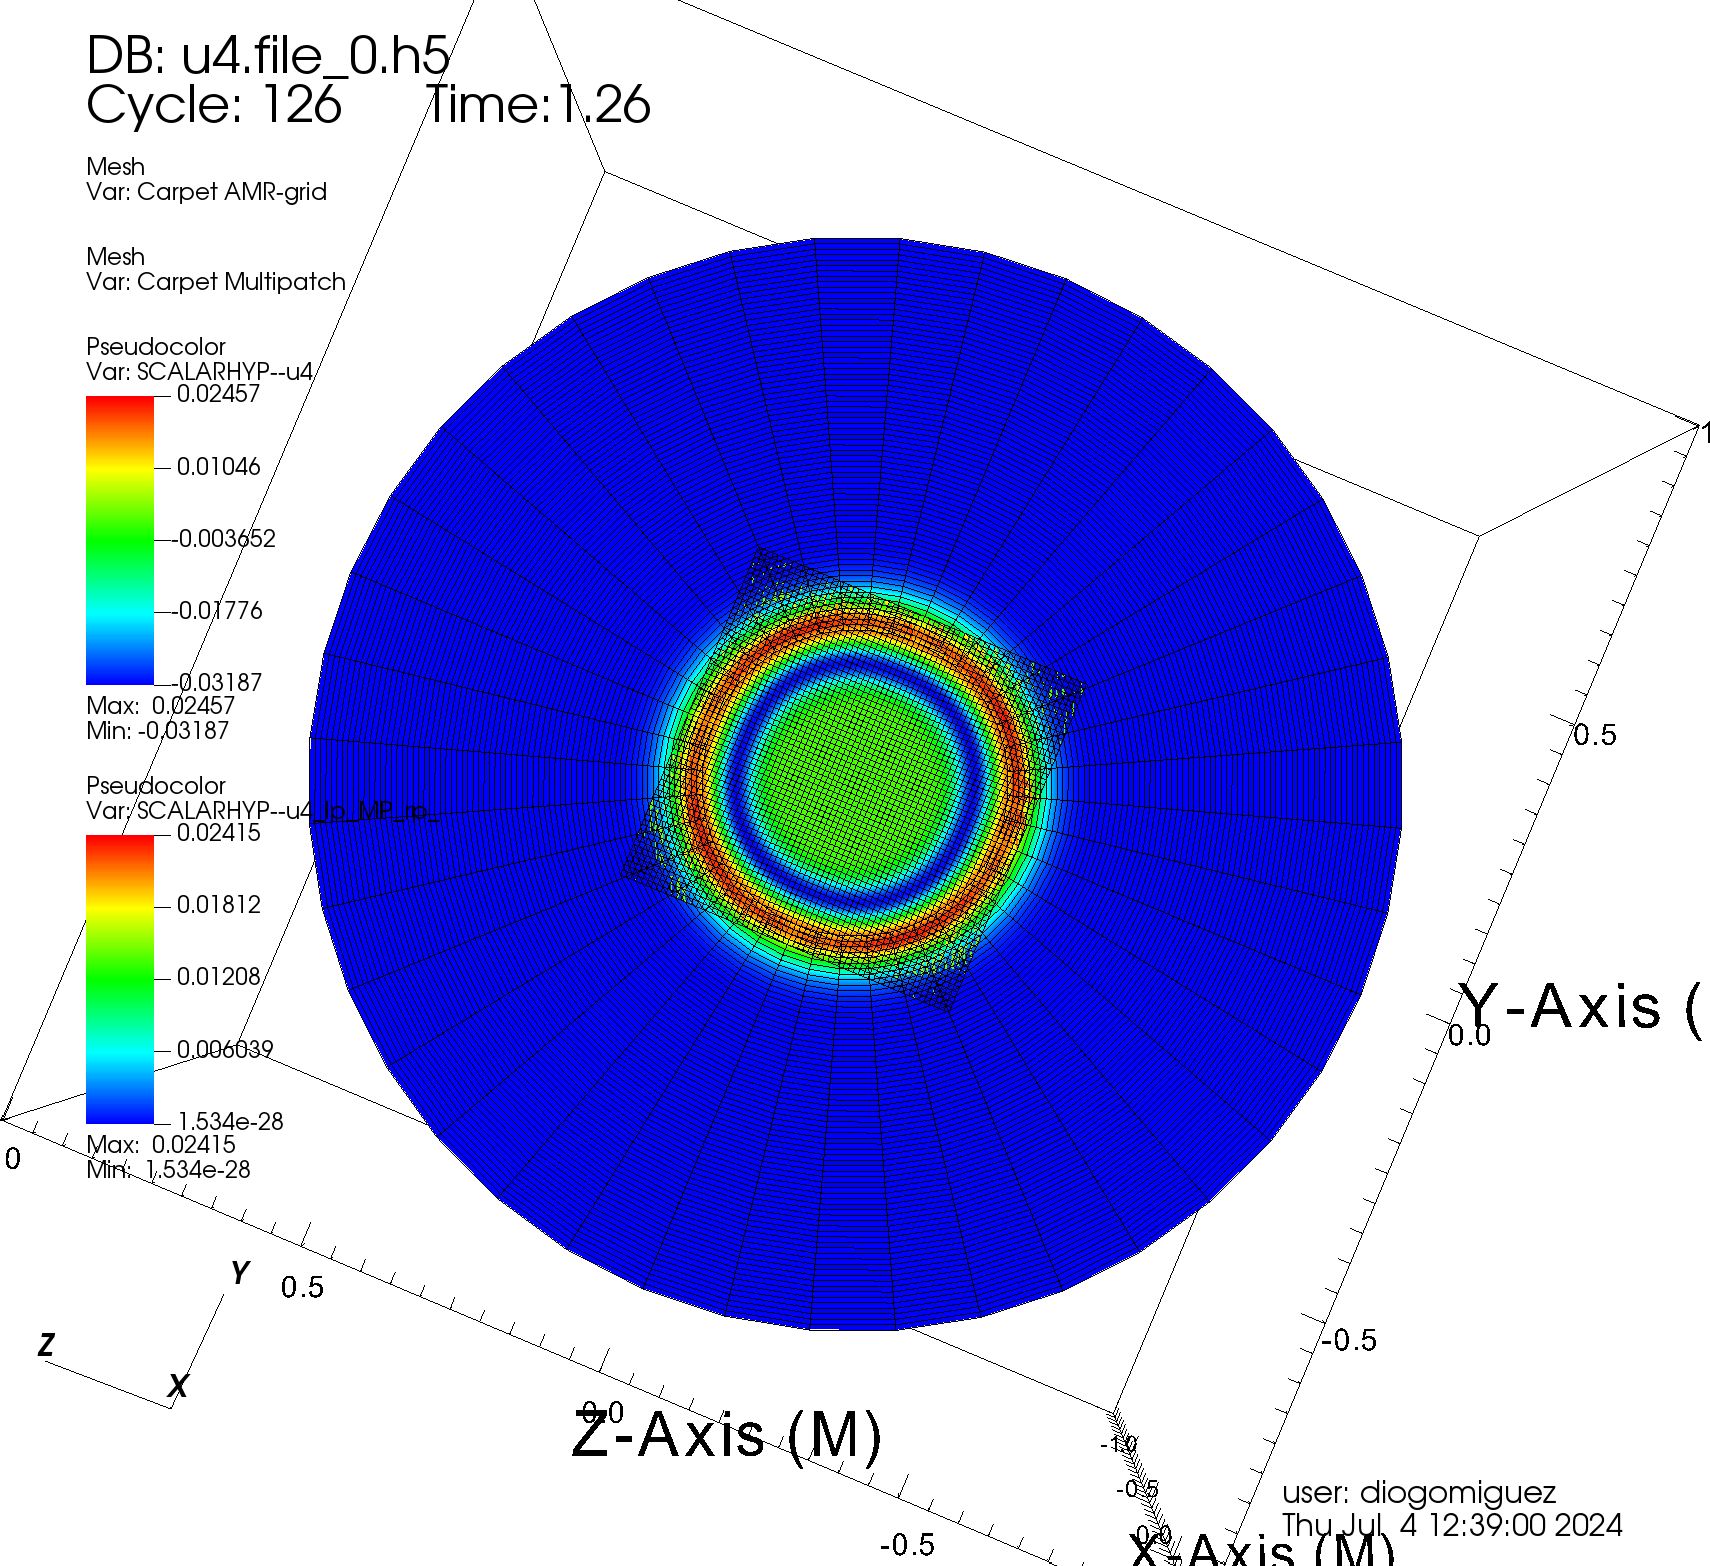 DB: u4.file_0.h5
Cycle: 126 Time:1.26
Mesh
Var: Carpet AMR-grid
Mesh
Var: Carpet Multipatch
Pseudocolor
Var: SCALARHYP--u4
0.02457
0.01046
-0.003652
-0.01776
-0.03187
Max: 0.02457
Min: -0.03187
Pseudocolor
Var: SCALARHYP--u4_lp_MP_rp_
0.02415
0.01812
0.01208
0.006039
1.534e-28
Max: 0.02415
Min: 1.534e-28
1
0.5
Y-Axis (
0.0
-0.5
0
0.5
0.0
Z-Axis (M)
-0.5
Y
Z
X
-1.0
-0.5
0.0
X-Axis (M)
user: diogomiguez
Thu Jul 4 12:39:00 2024